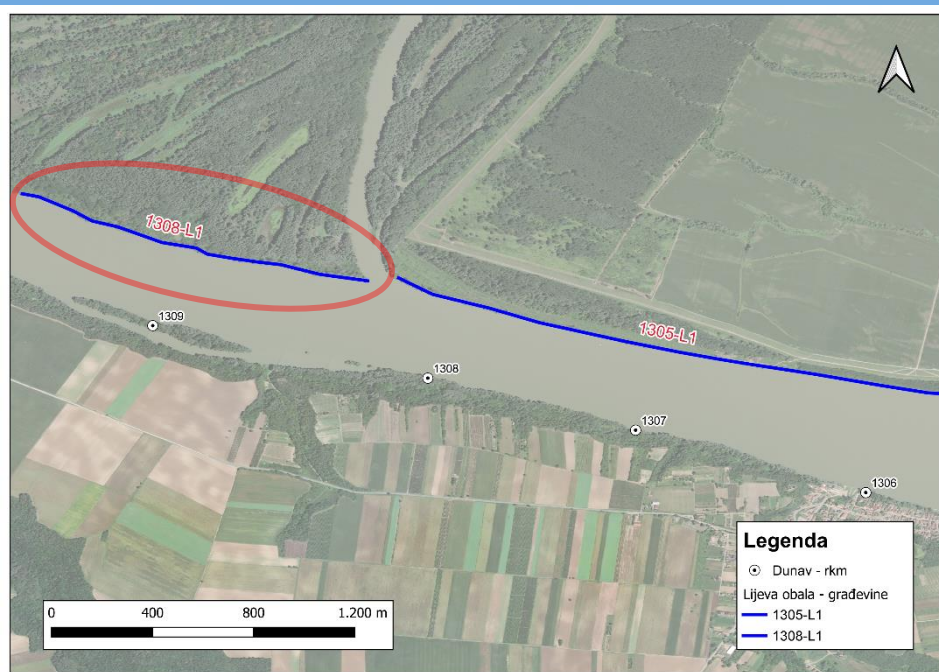 1308-L1
1309
1305-L1
1308
1307
1306
Legenda
Dunav - rkm
Lijeva obala - građevine
1305-L1
1308-L1
0 400 800 1.200 m